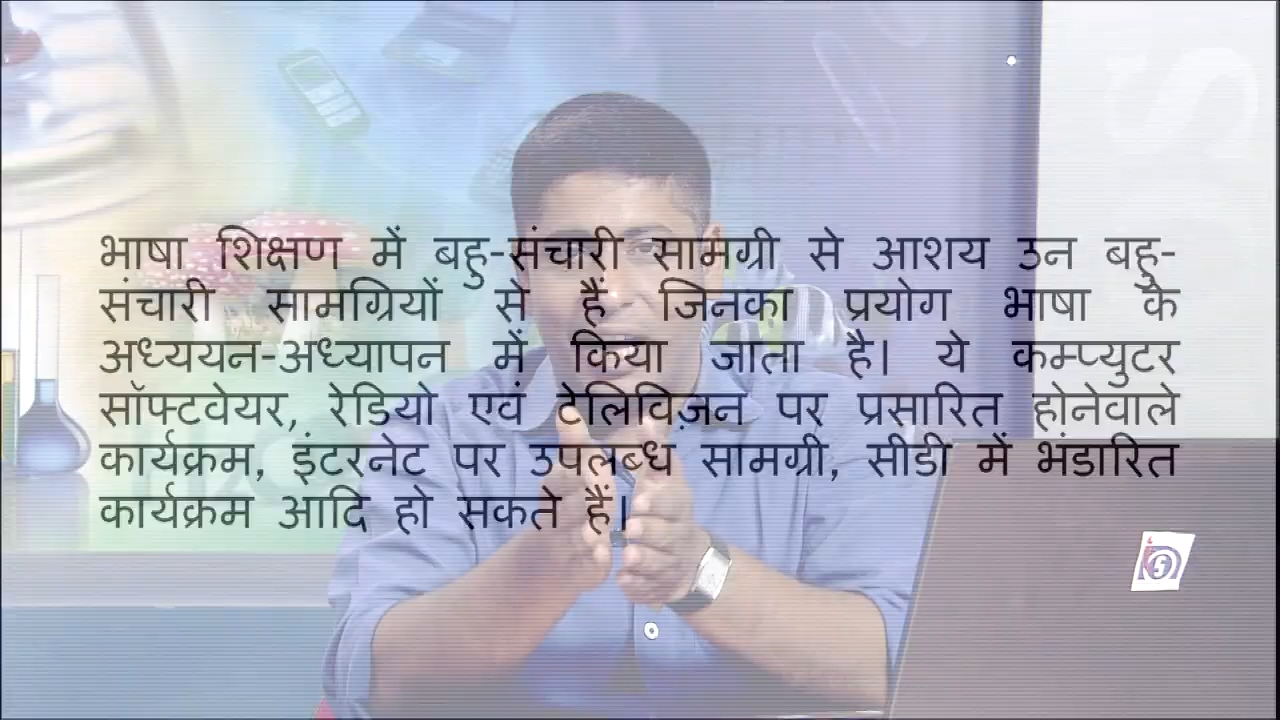 भाषा शिक्षण में बहु-संचारी सामग्री से आशय उन बहु-
संचारी सामग्रियों से हैं जिनका प्रयोग भाषा के
अध्ययन-अध्यापन में किया जाता है। ये कम्प्युटर
सॉफ्टवेयर, रेडियो एवं टेलिविज़न पर प्रसारित होनेवाले
कार्यक्रम, इंटरनेट पर उपलब्ध सामग्री, सीडी में भंडारित
कार्यक्रम आदि हो सकते हैं।